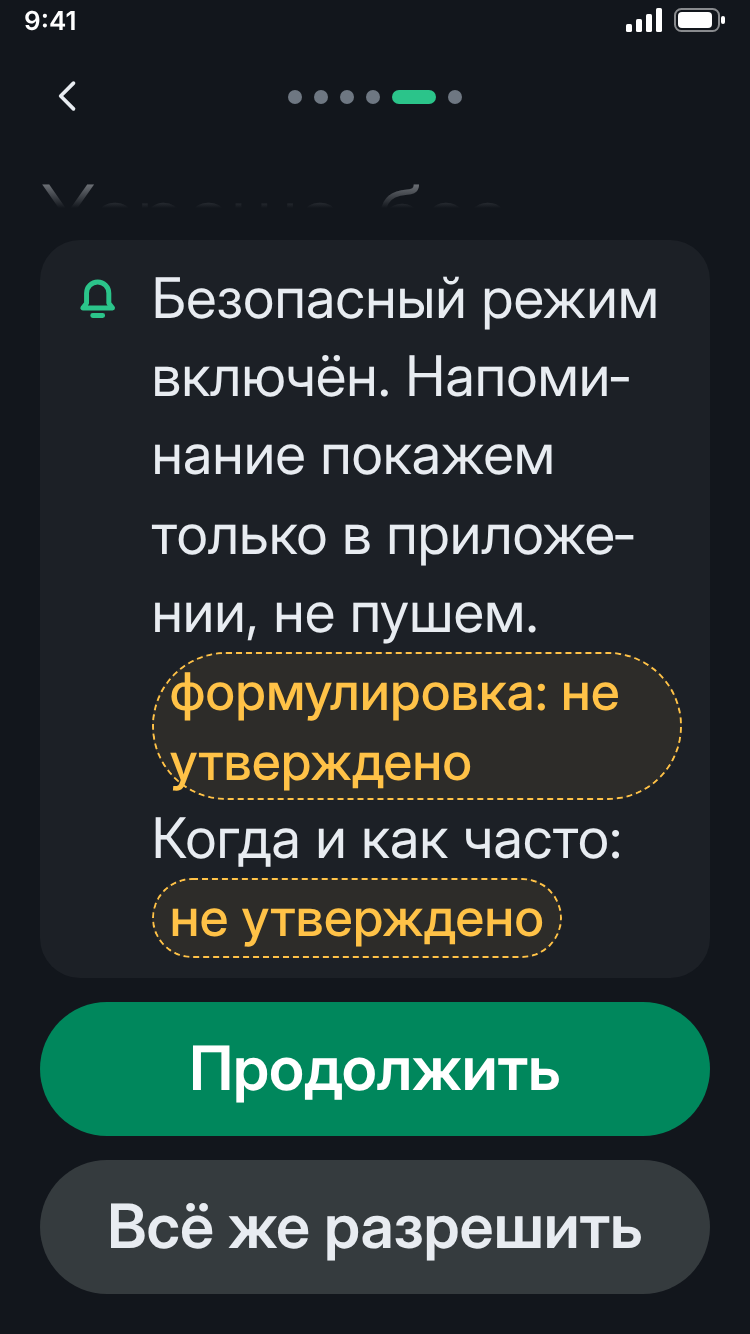 9:41
Безопасный режим
включён. Напоми-
нание покажем
только в приложе-
нии, не пушем.
формулировка: не
утверждено
Когда и как часто:
не утверждено
Продолжить
Всё же разрешить